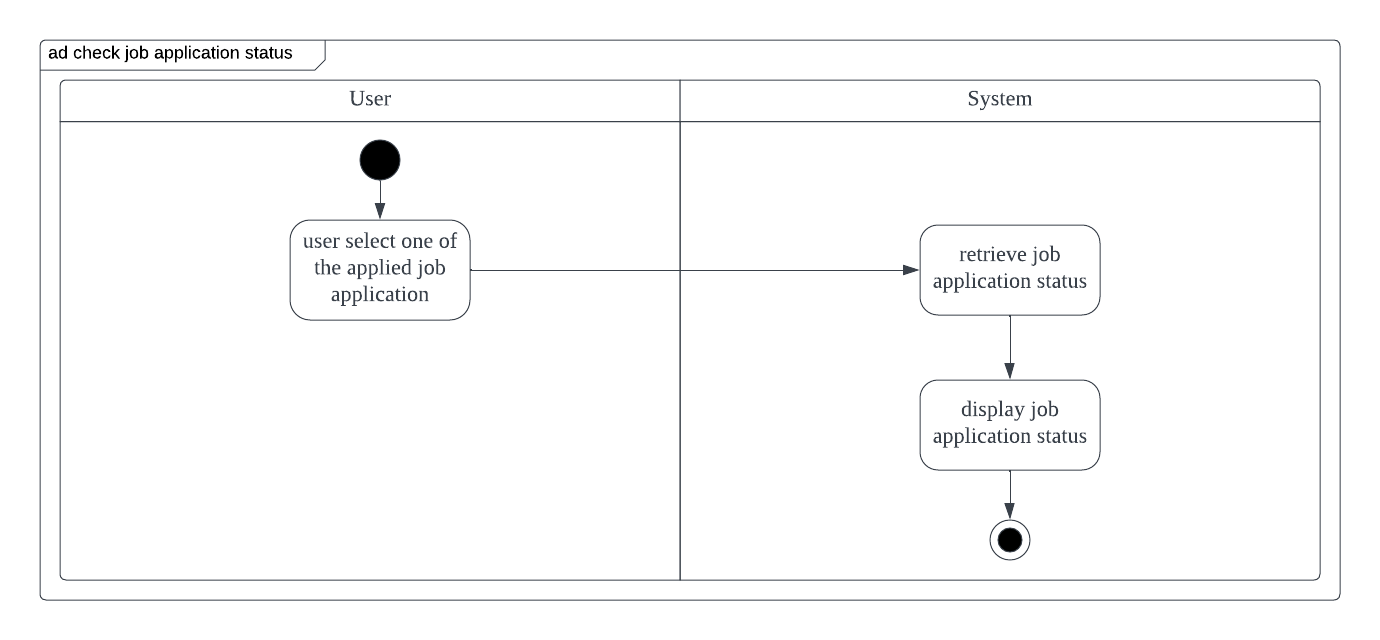 ad check job application status
User
System
user select one of
the applied job
application
retrieve job
application status
display job
application status